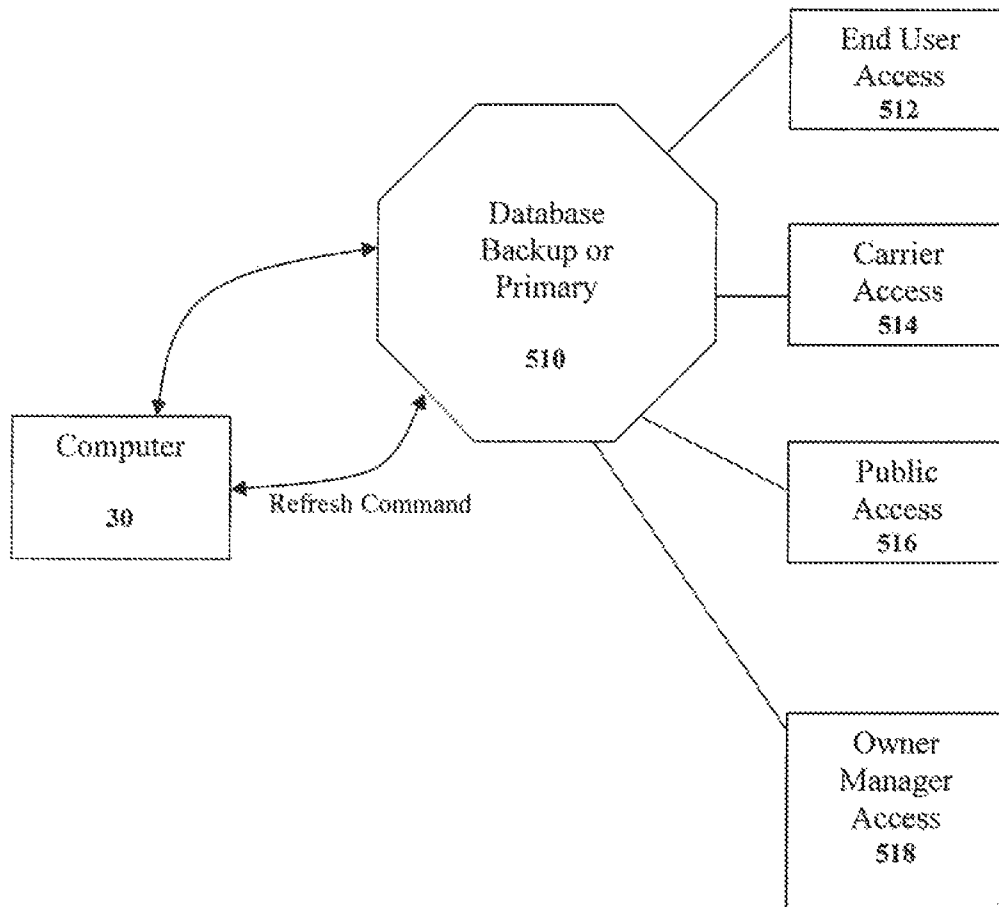 End User
Access
512
Database
Backup or
Primary
510
Carrier
Access
514
Computer
30
Refresh Command
Public
Access
516
Owner
Manager
Access
518